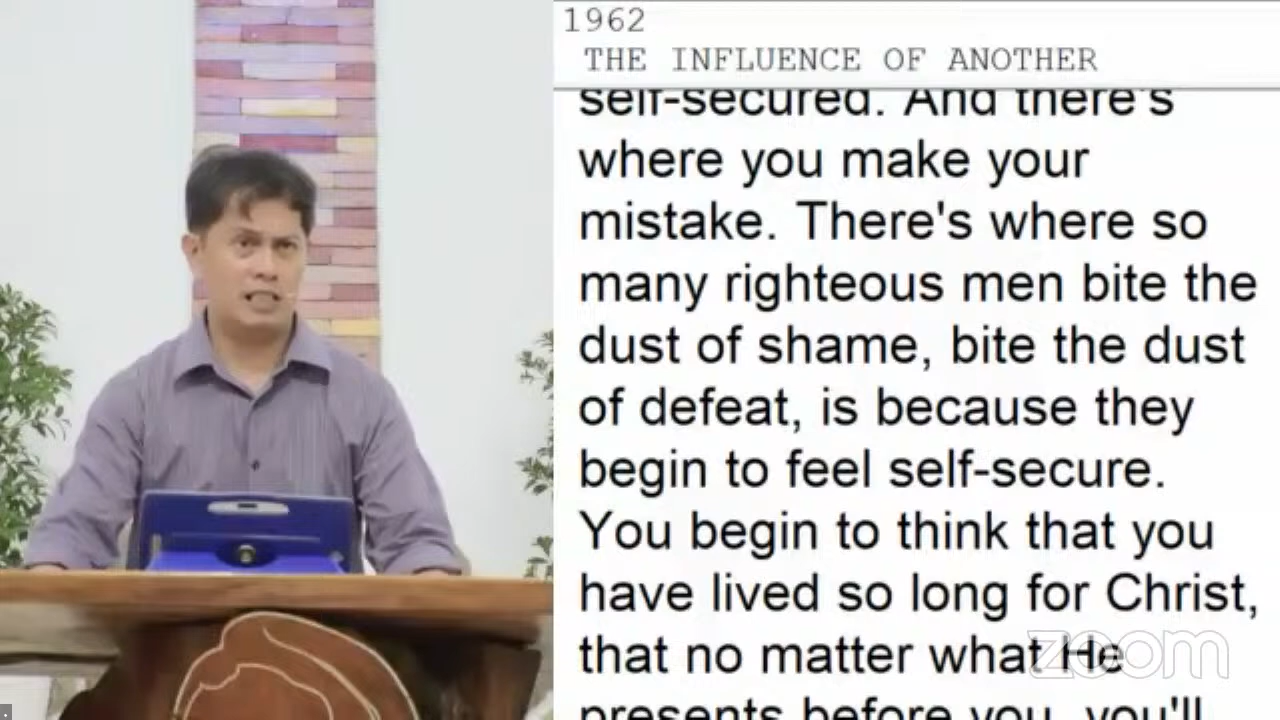 1962
THE INFLUENCE OF ANOTHER
self-secured. And there's
where you make your
mistake. There's where so
many righteous men bite the
dust of shame, bite the dust
of defeat, is because they
begin to feel self-secure.
You begin to think that you
have lived so long for Christ,
that no matter what He
presents before you, you'll
zoom